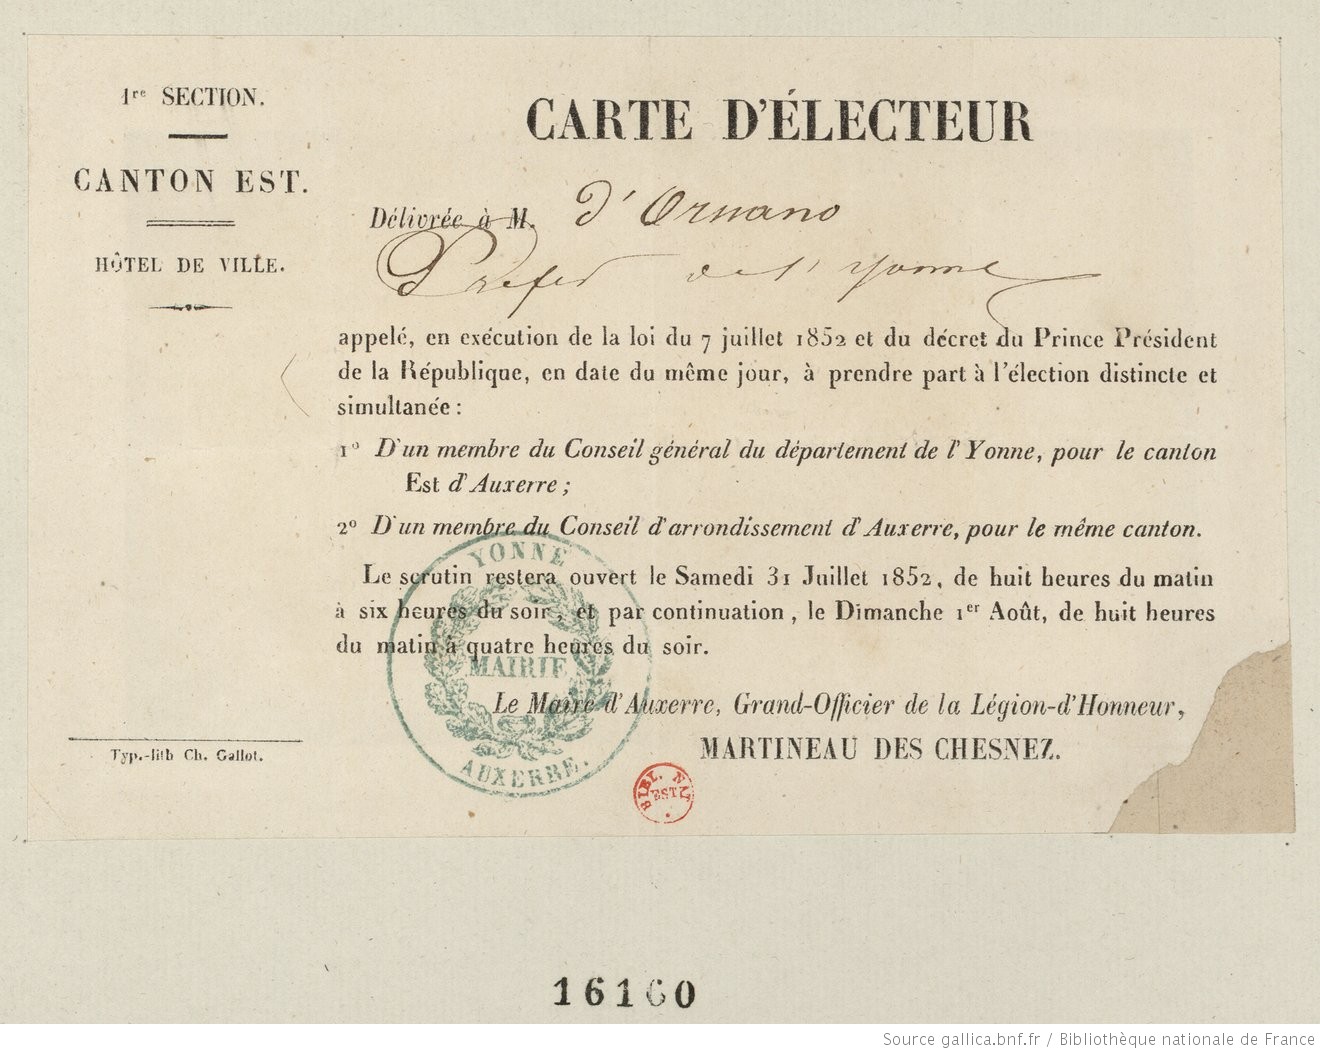 1re SECTION.
CANTON EST.
HÔTEL DE VILLE.
CARTE D'ÉLECTEUR
Délivrée à M. d'Ornano
Préfet de l'Yonne
appelé, en exécution de la loi du 7 juillet 1852 et du décret du Prince Président
de la République, en date du même jour, à prendre part à l'élection distincte et
simultanée :
1º D'un membre du Conseil général du département de l'Yonne, pour le canton
Est d'Auxerre ;
2º D'un membre du Conseil d'arrondissement d'Auxerre, pour le même canton.
Le scrutin restera ouvert le Samedi 31 Juillet 1852, de huit heures du matin
à six heures du soir, et par continuation, le Dimanche 1er Août, de huit heures
du matin à quatre heures du soir.
Le Maire d'Auxerre, Grand-Officier de la Légion-d'Honneur,
MARTINEAU DES CHESNEZ.
Typ.-lith Ch. Gallot.
YONNE
MAIRIE
AUXERRE.
BIBL. NAT
EST
16160
Source gallica.bnf.fr / Bibliothèque nationale de France